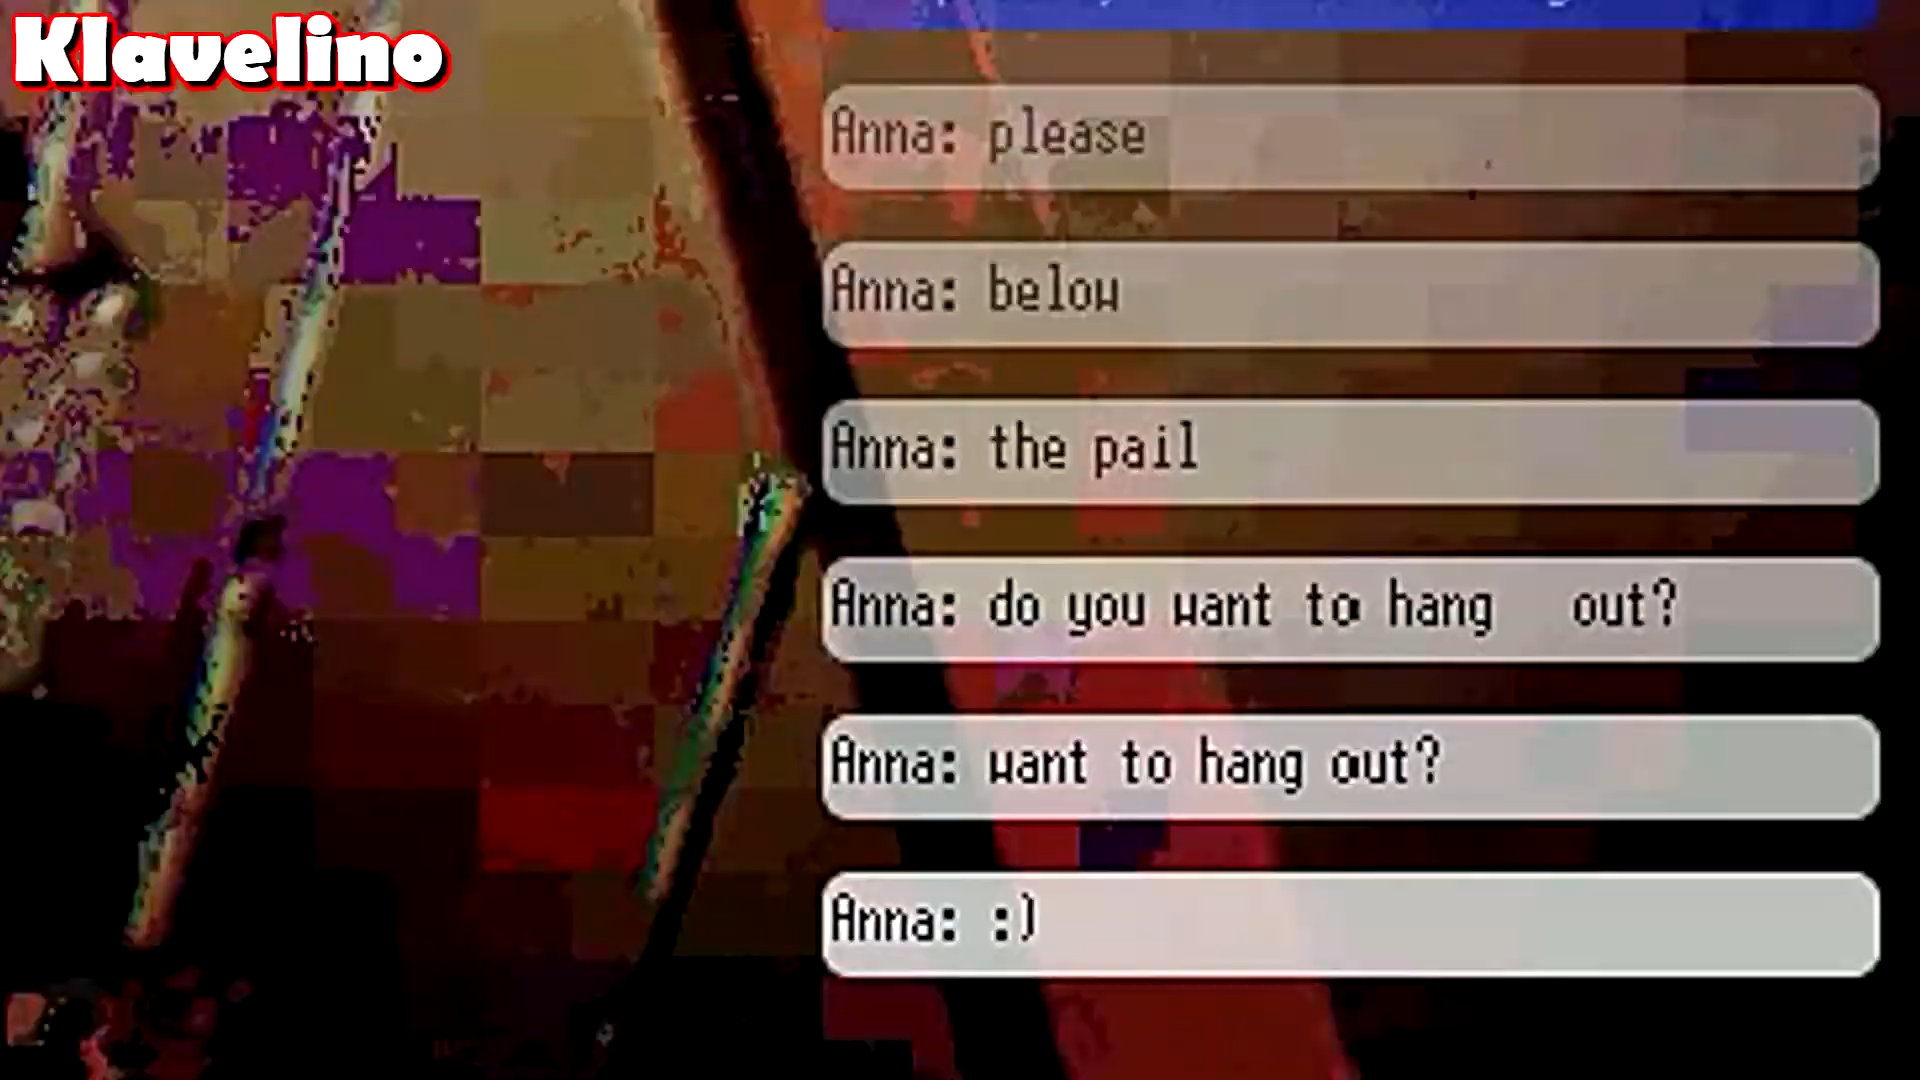 Klavelino
Anna: please
Anna: below
Anna: the pail
Anna: do you want to hang   out?
Anna: want to hang out?
Anna: :)